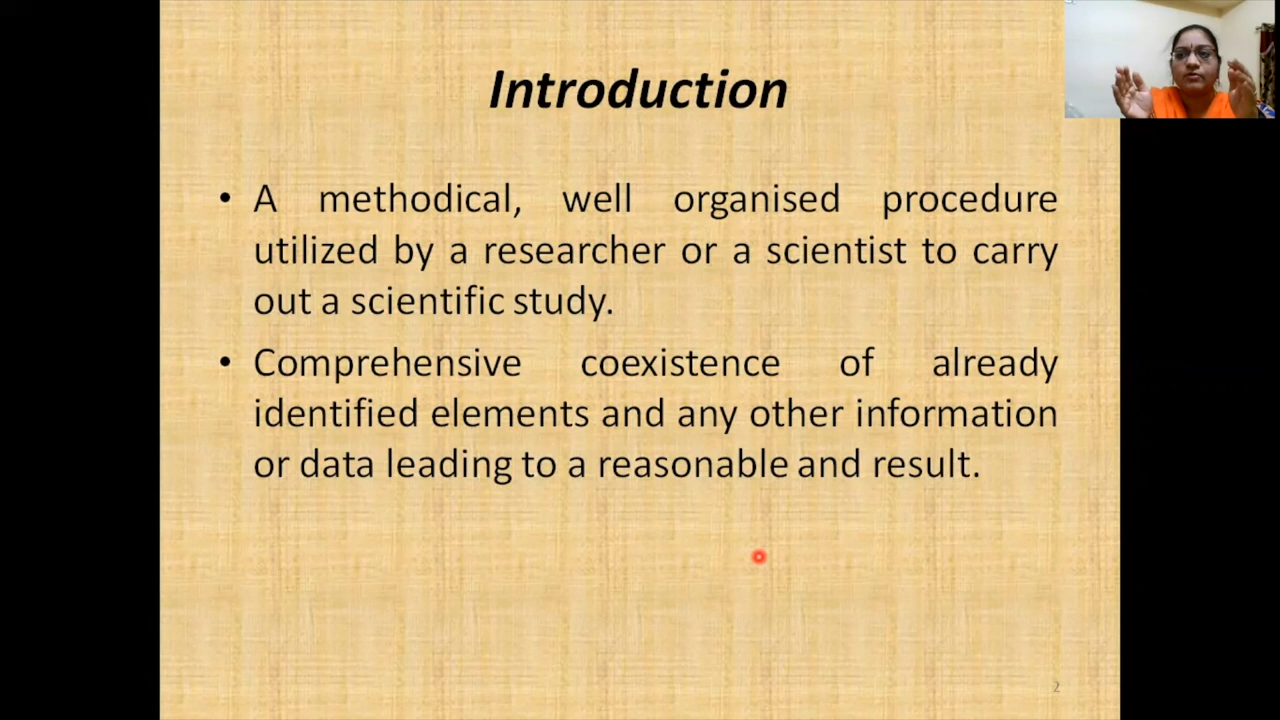 Introduction
• A methodical, well organised procedure
utilized by a researcher or a scientist to carry
out a scientific study.
• Comprehensive coexistence of already
identified elements and any other information
or data leading to a reasonable and result.
2